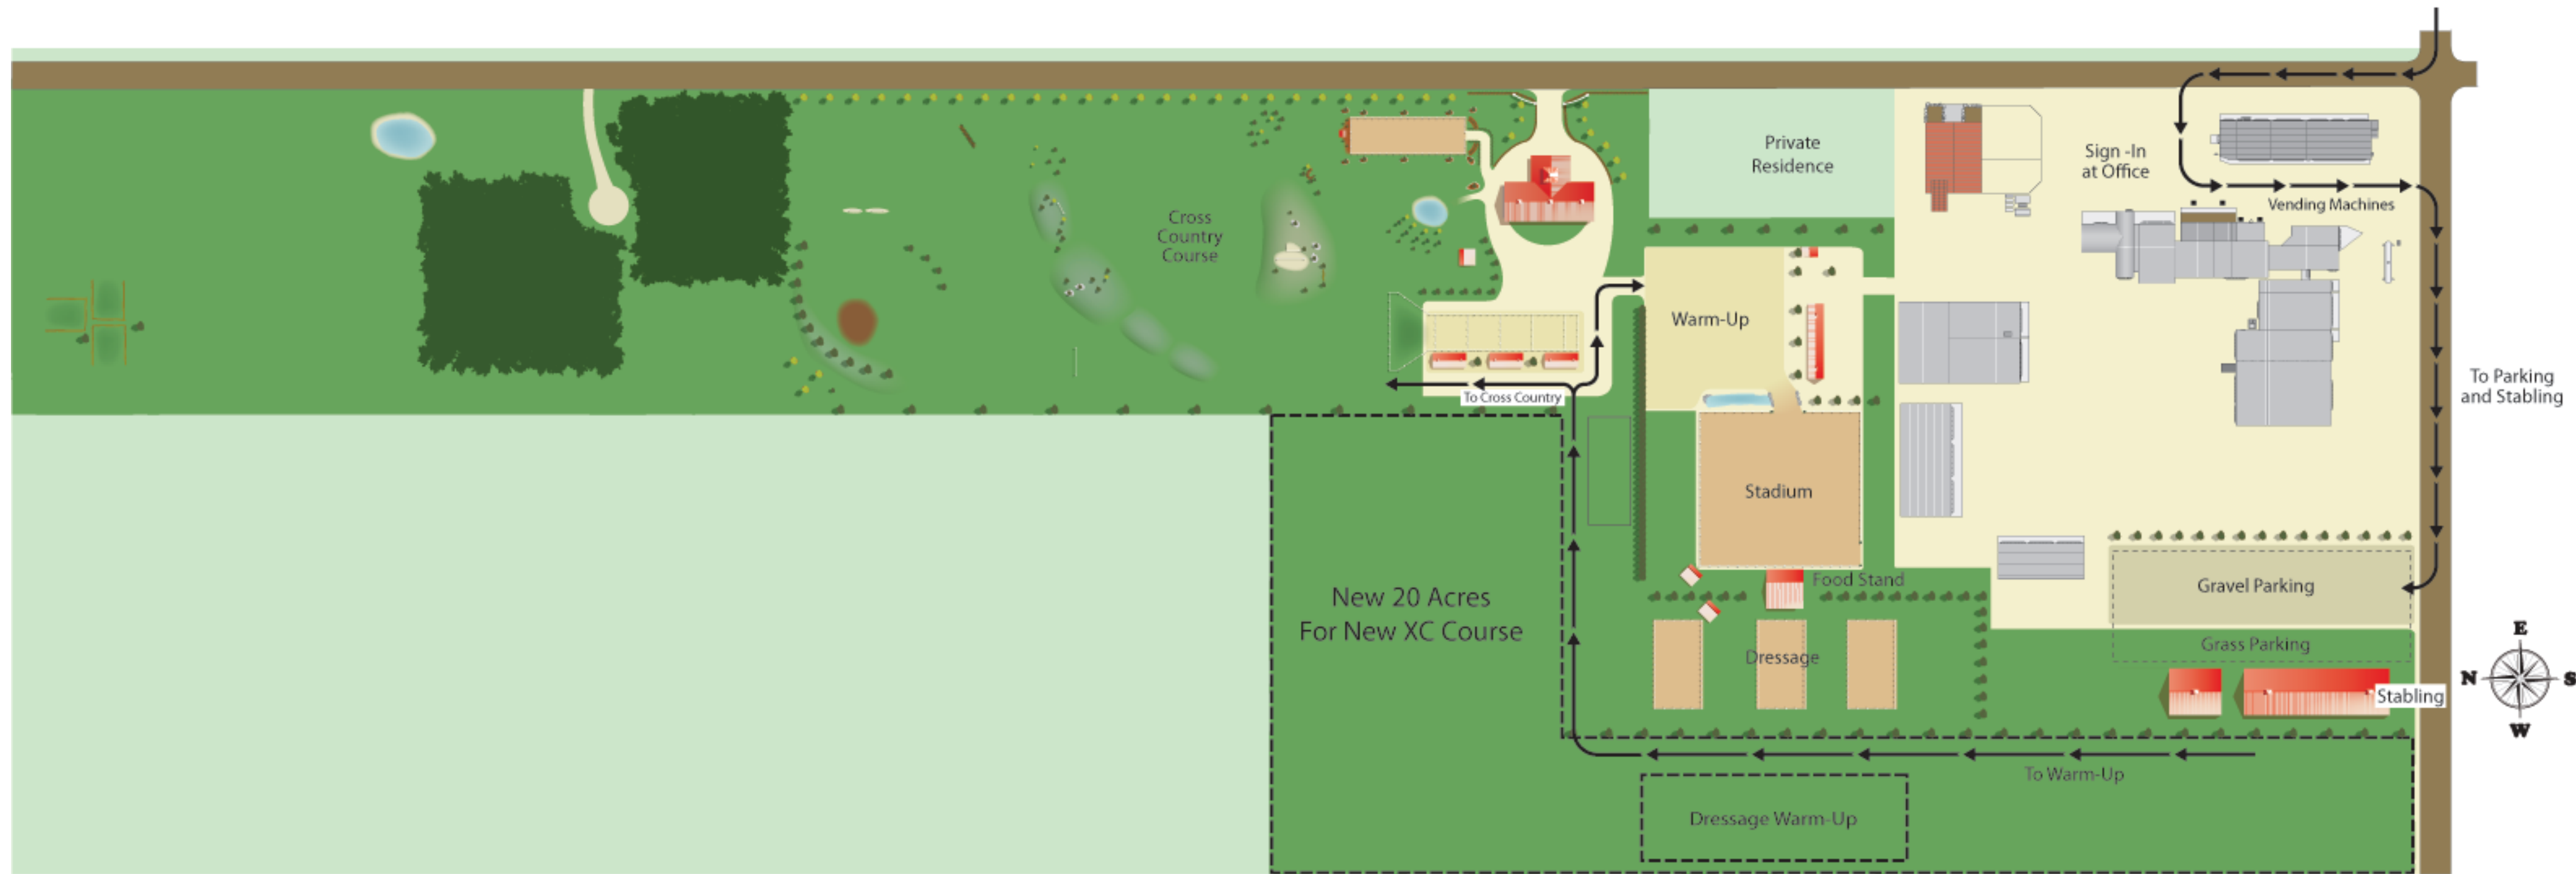 Private
Residence
Sign -In
at Office
Vending Machines
Cross
Country
Course
Warm-Up
To Cross Country
To Parking
and Stabling
Stadium
Food Stand
Gravel Parking
New 20 Acres
For New XC Course
Grass Parking
Dressage
Stabling
E
N
S
W
To Warm-Up
Dressage Warm-Up